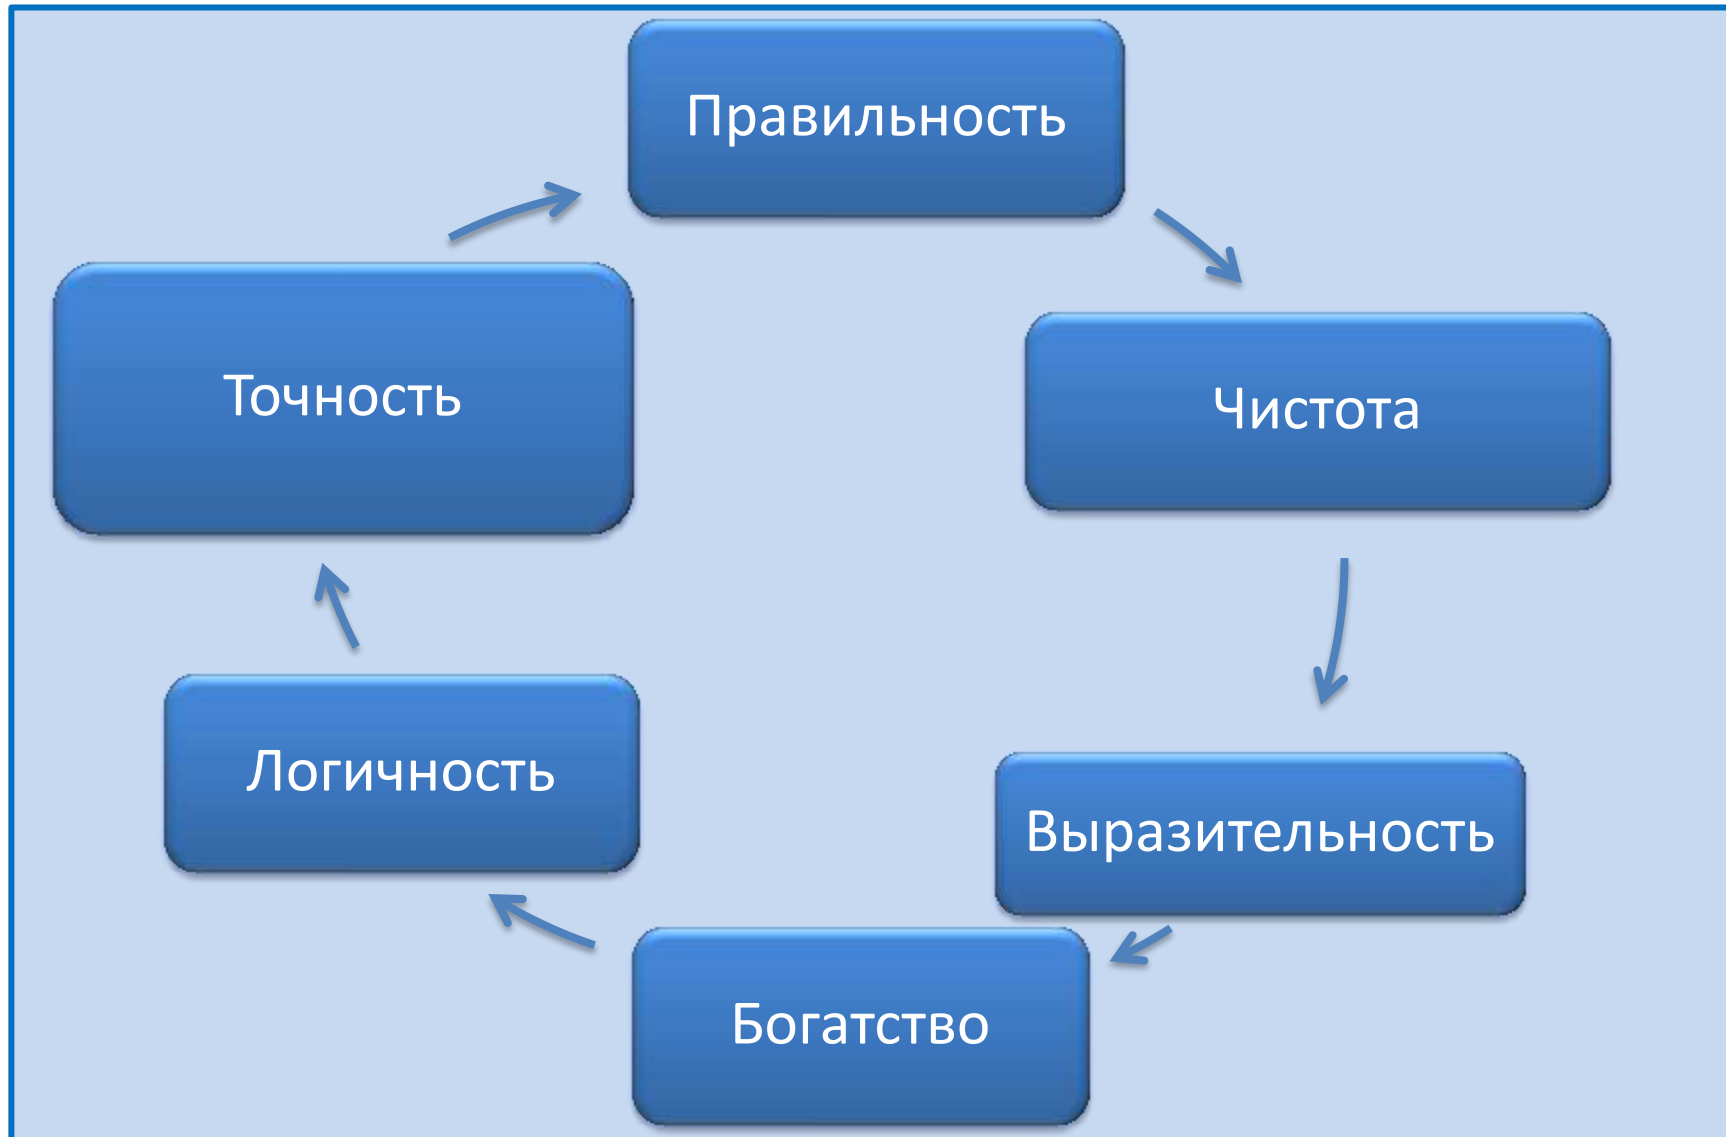 Правильность
Чистота
Выразительность
Богатство
Логичность
Точность